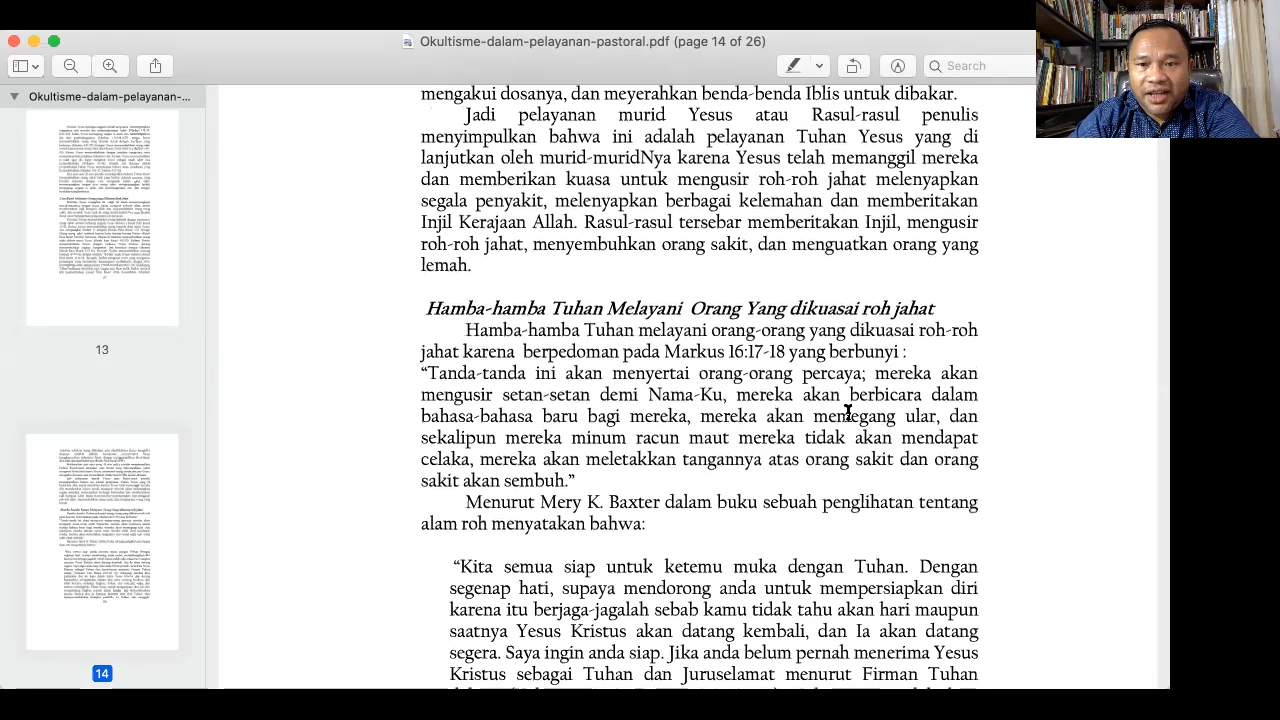 Okultisme-dalam-pelayanan-pastoral.pdf (page 14 of 26)
Search
Okultisme-dalam-pelayanan-...
13
14
mengakui dosanya, dan meyerahkan benda-benda Iblis untuk dibakar.
Jadi pelayanan murid Yesus atau Rasul-rasul penulis
menyimpulkan bahwa ini adalah pelayanan Tuhan Yesus yang di
lanjutkan oleh murid-muridNya karena Yesus telah memanggil mereka
dan memberikan kuasa untuk mengusir roh-roh jahat melenyapkan
segala penyakit, melenyapkan berbagai kelemahan dan memberitakan
Injil Kerajaan Allah Rasul-rasul tersebar memberitakan Injil, mengusir
roh-roh jahat, menyembuhkan orang sakit, dan menguatkan orang yang
lemah.
Hamba-hamba Tuhan Melayani Orang Yang dikuasai roh jahat
Hamba-hamba Tuhan melayani orang-orang yang dikuasai roh-roh
jahat karena berpedoman pada Markus 16:17-18 yang berbunyi :
“Tanda-tanda ini akan menyertai orang-orang percaya; mereka akan
mengusir setan-setan demi Nama-Ku, mereka akan berbicara dalam
bahasa-bahasa baru bagi mereka, mereka akan memegang ular, dan
sekalipun mereka minum racun maut mereka tidak akan mendapat
celaka, mereka akan meletakkan tangannya atas orang sakit dan orang
sakit akan sembuh.”
Menurut Mery K. Baxter dalam buku sebuah penglihatan tentang
alam roh menyatakan bahwa:
“Kita semua siap untuk ketemu muka dengan Tuhan. Dengan
segenap hati, supaya mendorong anda untuk mempersiapkan diri
karena itu berjaga-jagalah sebab kamu tidak tahu akan hari maupun
saatnya Yesus Kristus akan datang kembali, dan Ia akan datang
segera. Saya ingin anda siap. Jika anda belum pernah menerima Yesus
Kristus sebagai Tuhan dan Juruselamat menurut Firman Tuhan